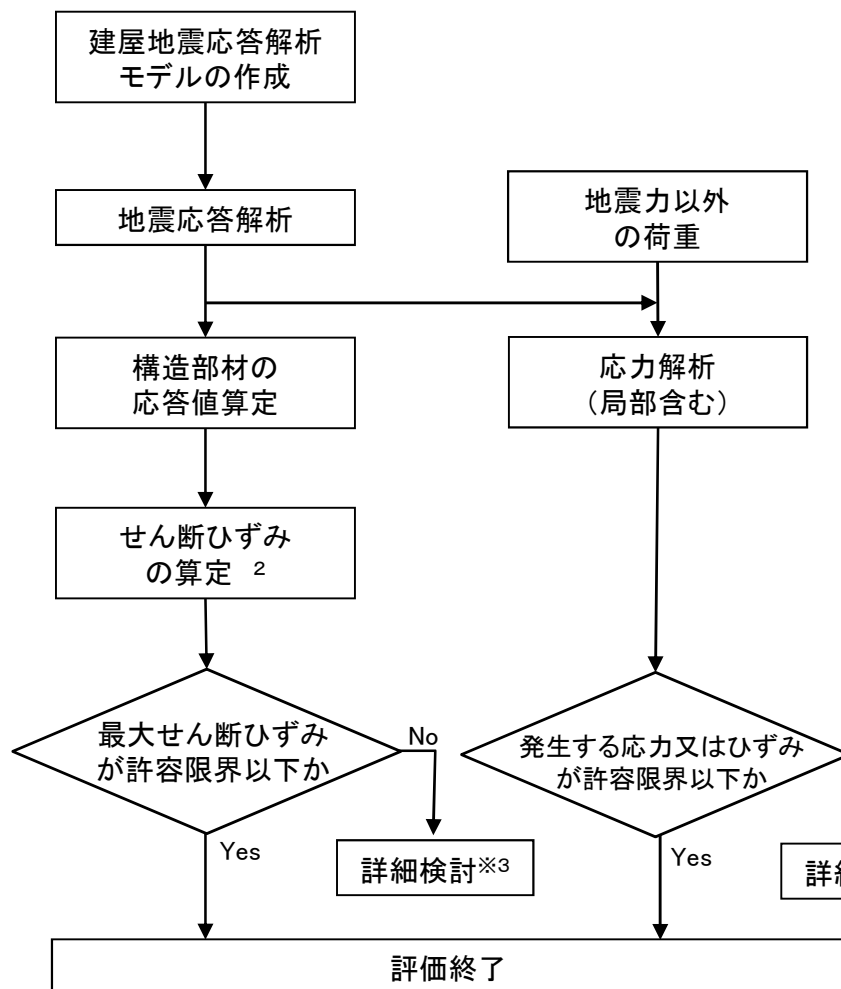 建屋地震応答解析
モデルの作成
地震応答解析
地震力以外
の荷重
構造部材の
応答値算定
応力解析
（局部含む）
せん断ひずみ
の算定 2
最大せん断ひずみ
が許容限界以下か
No
発生する応力又はひずみ
が許容限界以下か
Yes
詳細検討※3
Yes
詳細
評価終了